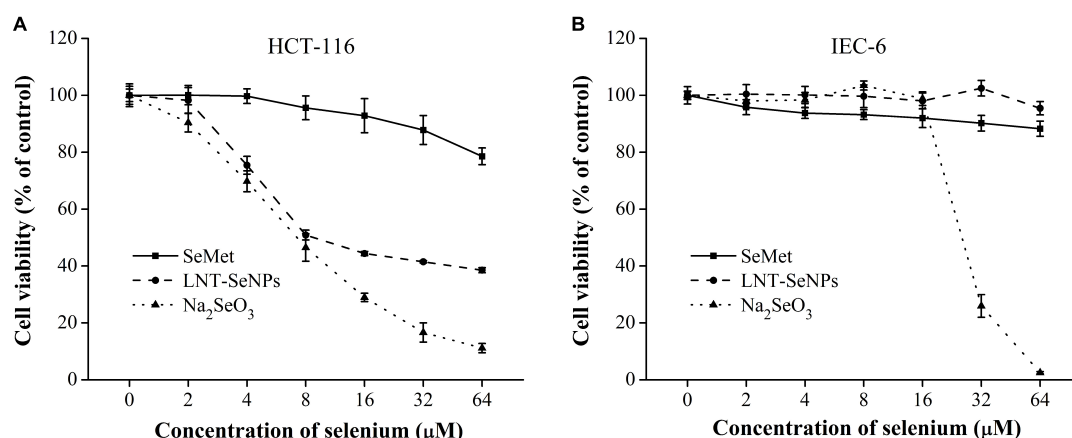 A
HCT-116
120
100
80
60
40
20
0
Cell viability (% of control)
SeMet
LNT-SeNPs
Na₂SeO₃
0 2 4 8 16 32 64
Concentration of selenium (μM)
B
IEC-6
120
100
80
60
40
20
0
Cell viability (% of control)
SeMet
LNT-SeNPs
Na₂SeO₃
0 2 4 8 16 32 64
Concentration of selenium (μM)